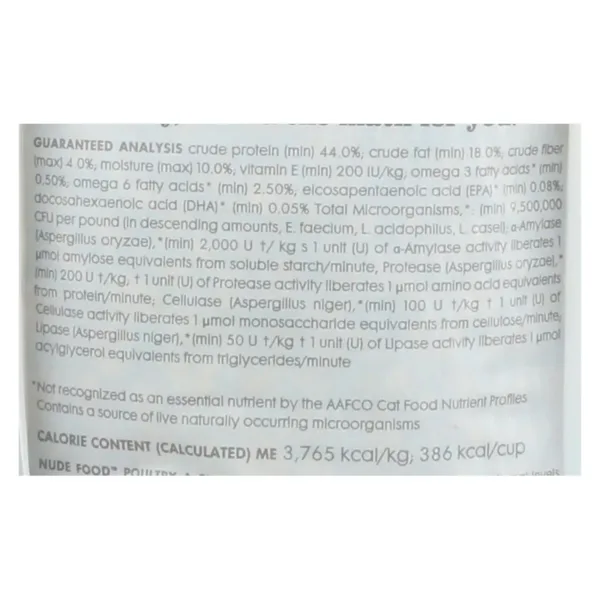 GUARANTEED ANALYSIS crude protein (min) 44.0%, crude fat (min) 18.0%, crude fiber
(max) 4.0%, moisture (max) 10.0%, vitamin E (min) 200 IU/kg, omega 3 fatty acids* (min)
0.50%, omega 6 fatty acids* (min) 2.50%, eicosapentaenoic acid (EPA)* (min) 0.08%,
docosahexaenoic acid (DHA)* (min) 0.05% Total Microorganisms,*: (min) 9,500,000
CFU per pound (in descending amounts, E. faecium, L. acidophilus, L. casei); α-Amylase
(Aspergillus oryzae),*(min) 2,000 U †/ kg s 1 unit (U) of α-Amylase activity liberates 1
μmol amylose equivalents from soluble starch/minute, Protease (Aspergillus oryzae),*
(min) 200 U †/kg, † 1 unit (U) of Protease activity liberates 1 μmol amino acid equivalents
from protein/minute; Cellulase (Aspergillus niger),*(min) 100 U †/kg † 1 unit (U) of
Cellulase activity liberates 1 μmol monosaccharide equivalents from cellulose/minute,
Lipase (Aspergillus niger),*(min) 50 U †/kg † 1 unit (U) of Lipase activity liberates 1 μmol
acylglycerol equivalents from triglycerides/minute
*Not recognized as an essential nutrient by the AAFCO Cat Food Nutrient Profiles
Contains a source of live naturally occurring microorganisms
CALORIE CONTENT (CALCULATED) ME 3,765 kcal/kg; 386 kcal/cup
NUDE FOOD™ POULTRY